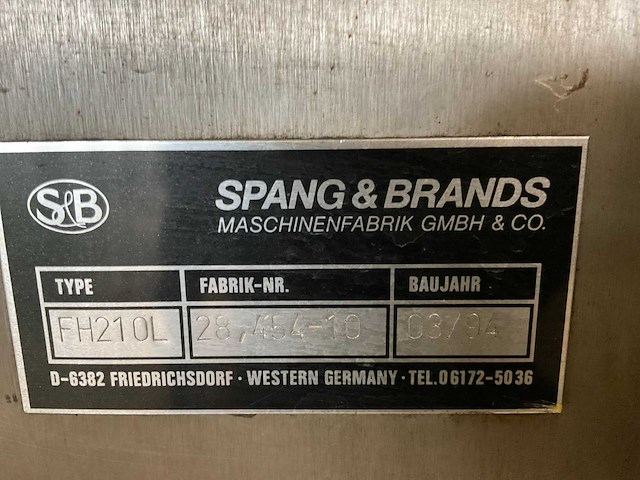 S&B
SPANG & BRANDS
MASCHINENFABRIK GMBH & CO.
TYPE FABRIK-NR. BAUJAHR
FH210L 28,454-10 03/94
D-6382 FRIEDRICHSDORF · WESTERN GERMANY · TEL. 06172-5036